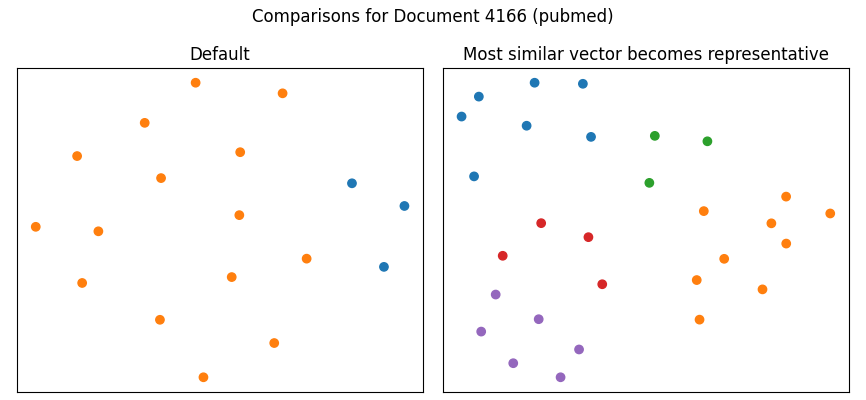 Comparisons for Document 4166 (pubmed)
Default
Most similar vector becomes representative